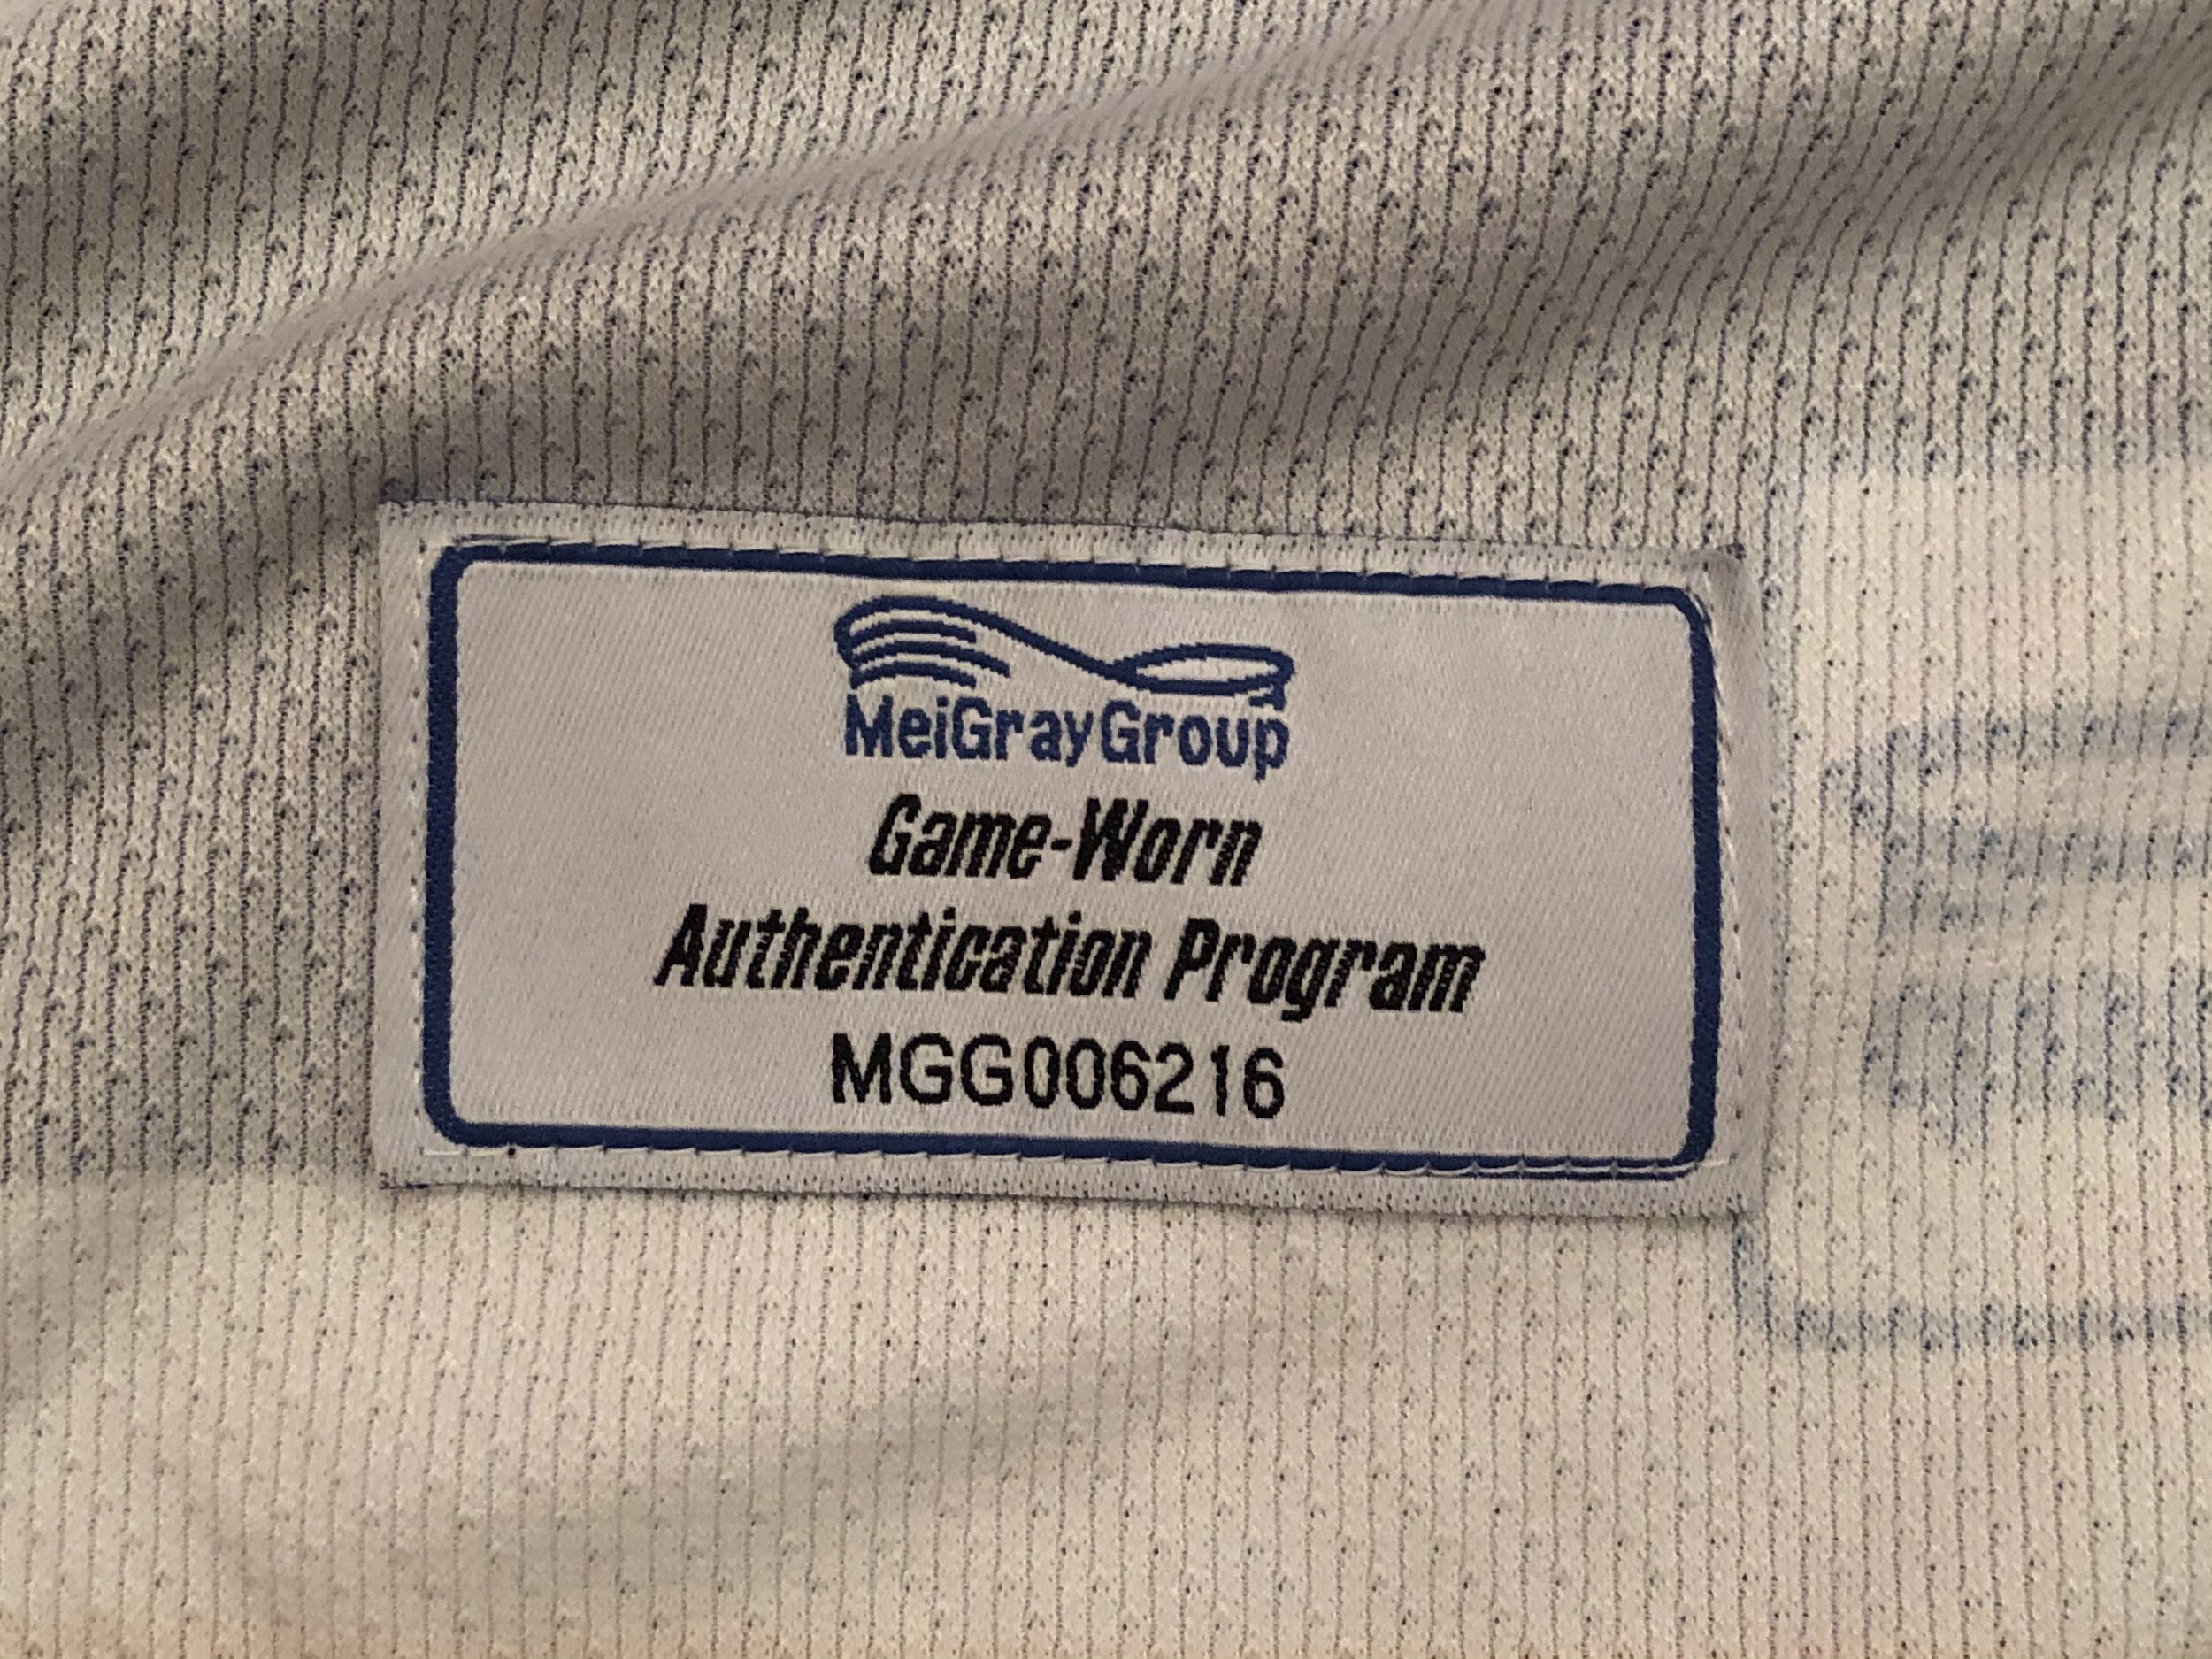 MeiGrayGroup
Game-Worn
Authentication Program
MGG006216